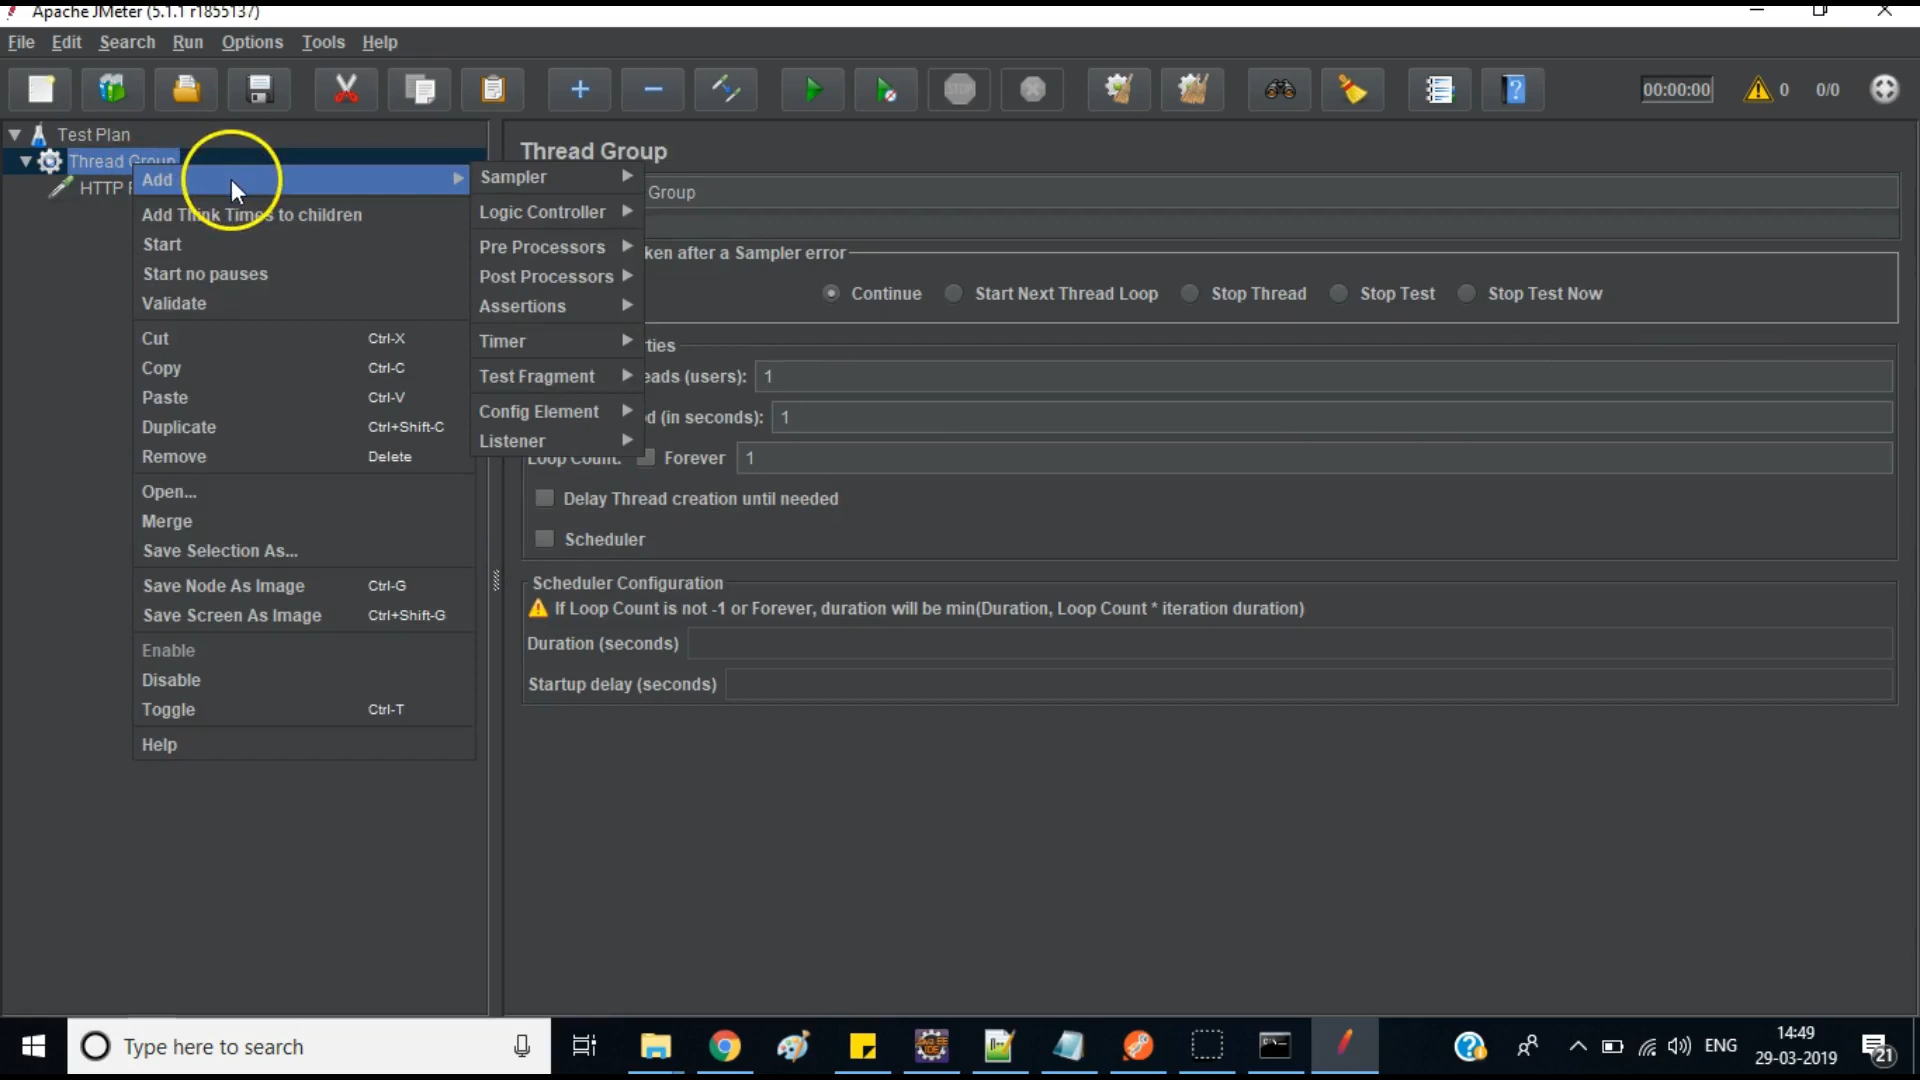 Apache JMeter (5.1.1 r1855137)
File Edit Search Run Options Tools Help
STOP
00:00:00 0 0/0
Test Plan
Thread Group
HTTP
Add
Add Think Times to children
Start
Start no pauses
Validate
Cut Ctrl-X
Copy Ctrl-C
Paste Ctrl-V
Duplicate Ctrl+Shift-C
Remove Delete
Open...
Merge
Save Selection As...
Save Node As Image Ctrl-G
Save Screen As Image Ctrl+Shift-G
Enable
Disable
Toggle Ctrl-T
Help
Sampler
Logic Controller
Pre Processors
Post Processors
Assertions
Timer
Test Fragment
Config Element
Listener
Thread Group
Group
ken after a Sampler error
Continue Start Next Thread Loop Stop Thread Stop Test Stop Test Now
ties
eads (users): 1
d (in seconds): 1
Loop Count: Forever 1
Delay Thread creation until needed
Scheduler
Scheduler Configuration
If Loop Count is not -1 or Forever, duration will be min(Duration, Loop Count * iteration duration)
Duration (seconds)
Startup delay (seconds)
Type here to search
ENG
14:49
29-03-2019
21